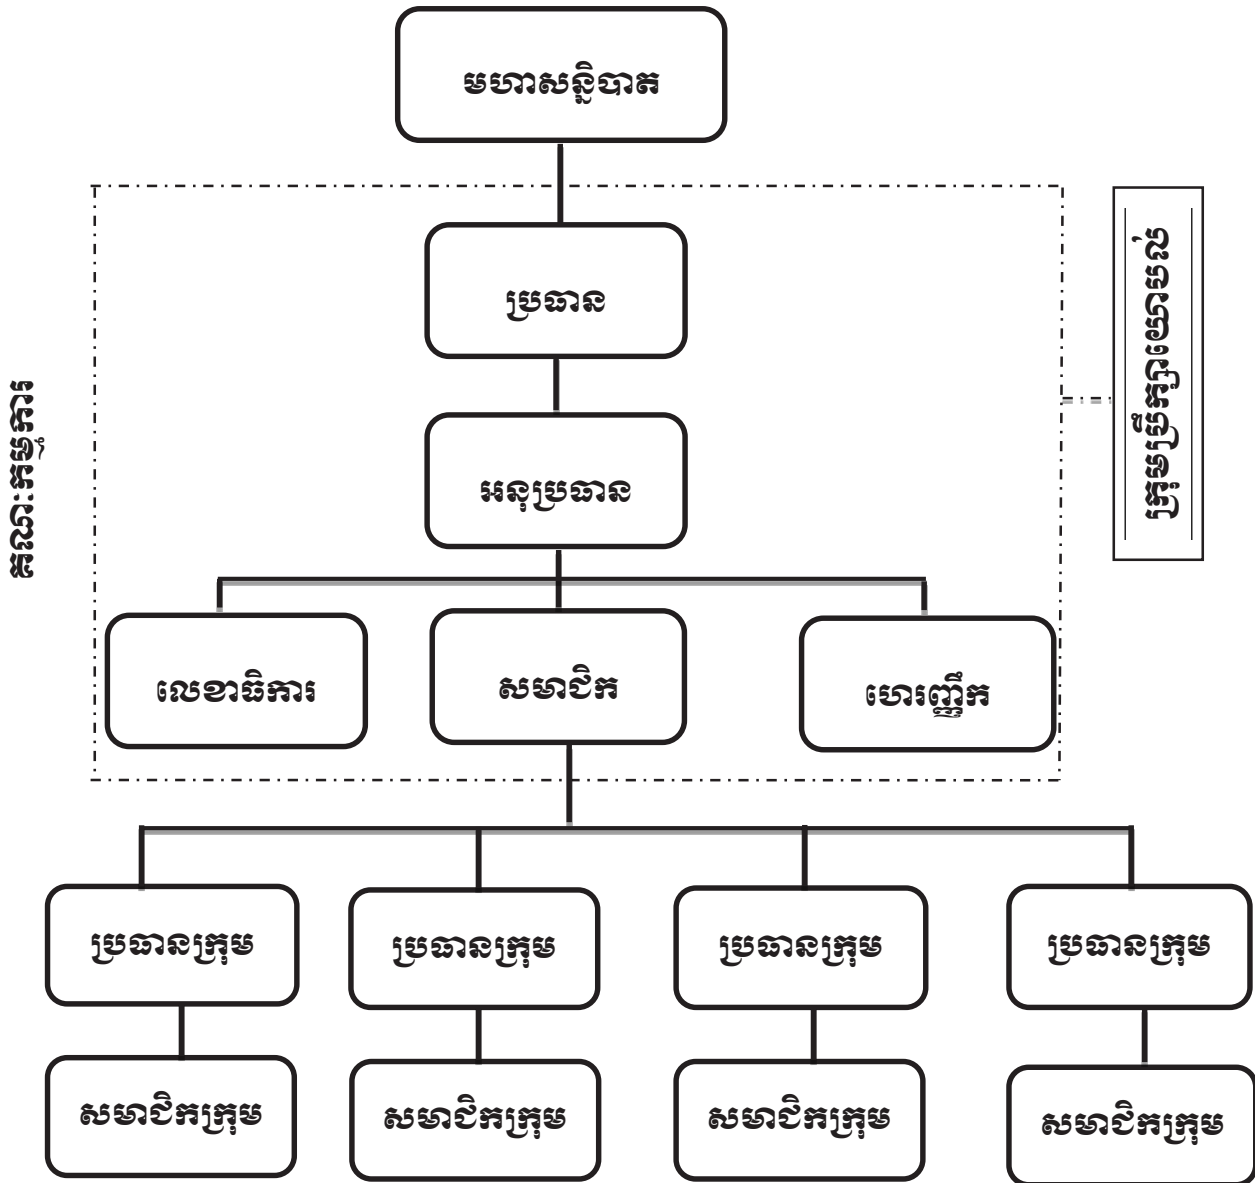 មហាសន្និបាត
ប្រធាន
ក្រុមប្រឹក្សាយោបល់
គណៈកម្មការ
អនុប្រធាន
លេខាធិការ
សមាជិក
ហេរញ្ញឹក
ប្រធានក្រុម
ប្រធានក្រុម
ប្រធានក្រុម
ប្រធានក្រុម
សមាជិកក្រុម
សមាជិកក្រុម
សមាជិកក្រុម
សមាជិកក្រុម